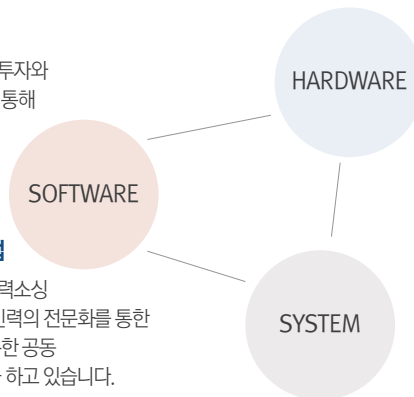 투자와
통해
HARDWARE
SOFTWARE
력소싱
인력의 전문화를 통한
한 공동
하고 있습니다.
SYSTEM